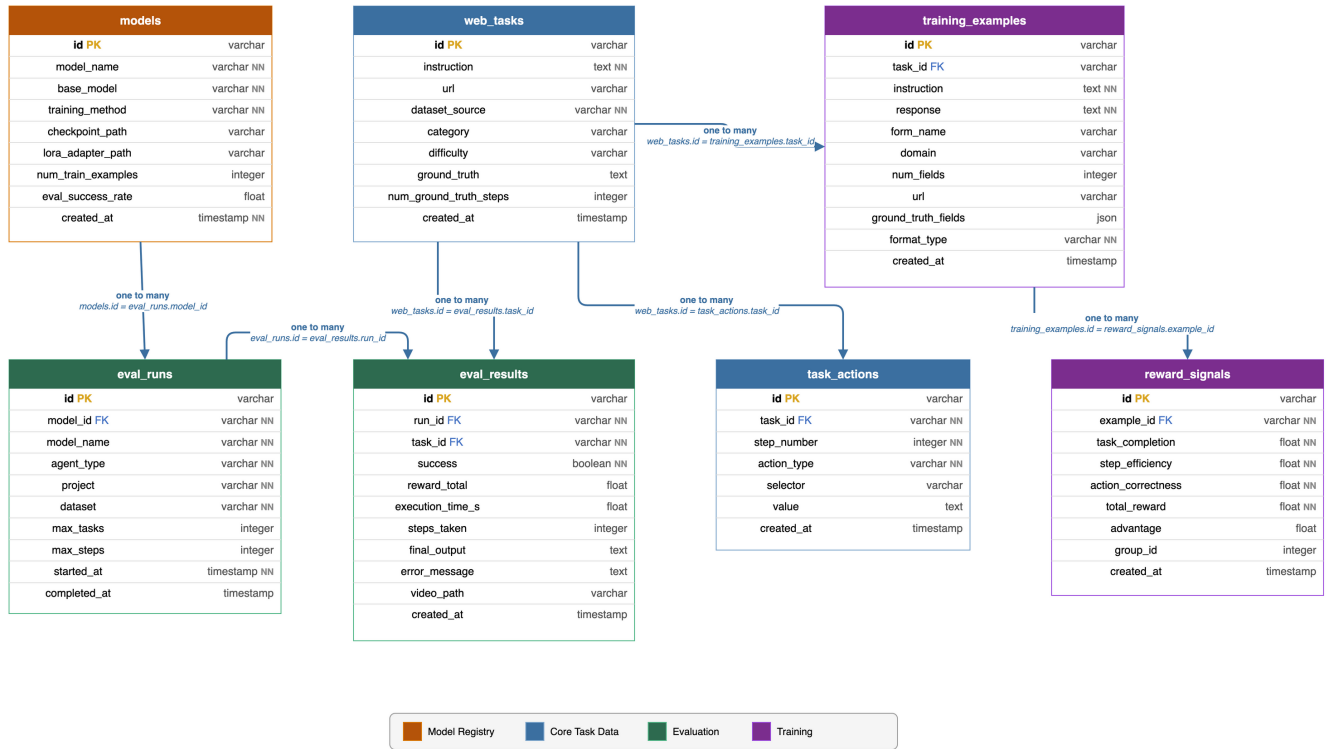 models
id PK varchar
model_name varchar NN
base_model varchar NN
training_method varchar NN
checkpoint_path varchar
lora_adapter_path varchar
num_train_examples integer
eval_success_rate float
created_at timestamp NN
web_tasks
id PK varchar
instruction text NN
url varchar
dataset_source varchar NN
category varchar
difficulty varchar
ground_truth text
num_ground_truth_steps integer
created_at timestamp
one to many
web_tasks.id = training_examples.task_id
training_examples
id PK varchar
task_id FK varchar
instruction text NN
response text NN
form_name varchar
domain varchar
num_fields integer
url varchar
ground_truth_fields json
format_type varchar NN
created_at timestamp
one to many
models.id = eval_runs.model_id
one to many
eval_runs.id = eval_results.run_id
one to many
web_tasks.id = eval_results.task_id
one to many
web_tasks.id = task_actions.task_id
one to many
training_examples.id = reward_signals.example_id
eval_runs
id PK varchar
model_id FK varchar NN
model_name varchar NN
agent_type varchar NN
project varchar NN
dataset varchar NN
max_tasks integer
max_steps integer
started_at timestamp NN
completed_at timestamp
eval_results
id PK varchar
run_id FK varchar NN
task_id FK varchar NN
success boolean NN
reward_total float
execution_time_s float
steps_taken integer
final_output text
error_message text
video_path varchar
created_at timestamp
task_actions
id PK varchar
task_id FK varchar NN
step_number integer NN
action_type varchar NN
selector varchar
value text
created_at timestamp
reward_signals
id PK varchar
example_id FK varchar NN
task_completion float NN
step_efficiency float NN
action_correctness float NN
total_reward float NN
advantage float
group_id integer
created_at timestamp
Model Registry
Core Task Data
Evaluation
Training